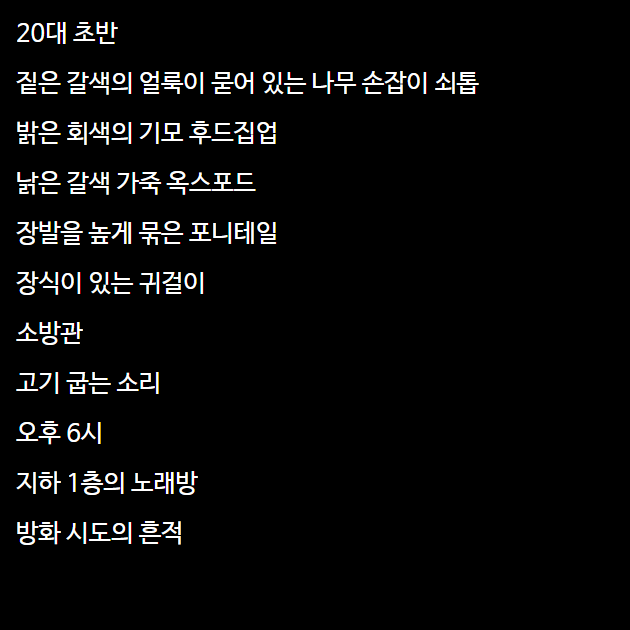 20대 초반
짙은 갈색의 얼룩이 묻어 있는 나무 손잡이 쇠톱
밝은 회색의 기모 후드집업
낡은 갈색 가죽 옥스포드
장발을 높게 묶은 포니테일
장식이 있는 귀걸이
소방관
고기 굽는 소리
오후 6시
지하 1층의 노래방
방화 시도의 흔적